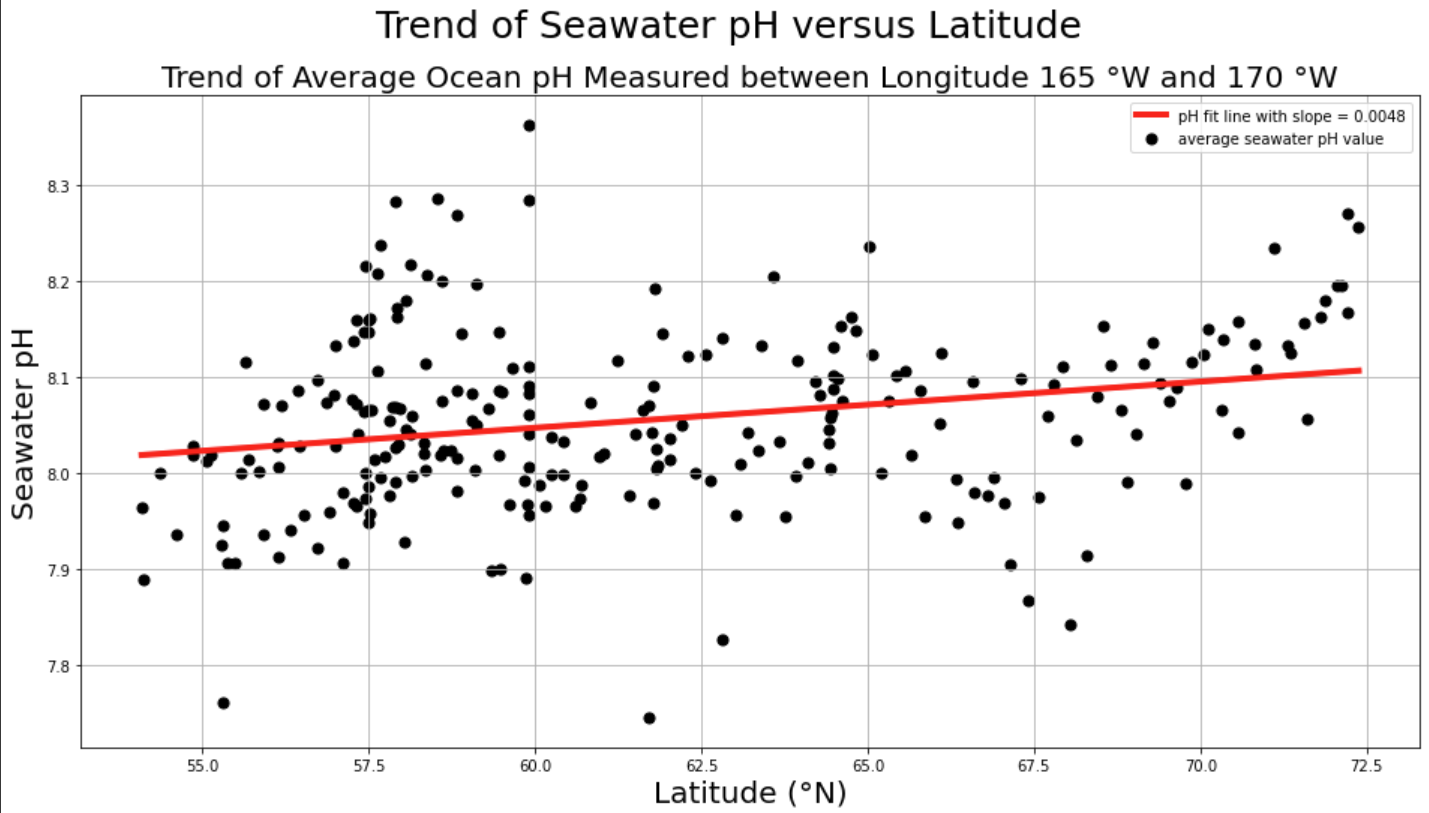 Trend of Seawater pH versus Latitude
Trend of Average Ocean pH Measured between Longitude 165 °W and 170 °W
pH fit line with slope = 0.0048
average seawater pH value
Seawater pH
8.3
8.2
8.1
8.0
7.9
7.8
55.0 57.5 60.0 62.5 65.0 67.5 70.0 72.5
Latitude (°N)